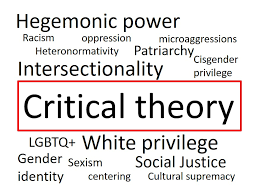 Hegemonic power
Racism oppression microaggressions
Heteronormativity Patriarchy Cisgender
Intersectionality privilege
Critical theory
LGBTQ+ White privilege
Gender Sexism Social Justice
identity centering Cultural supremacy